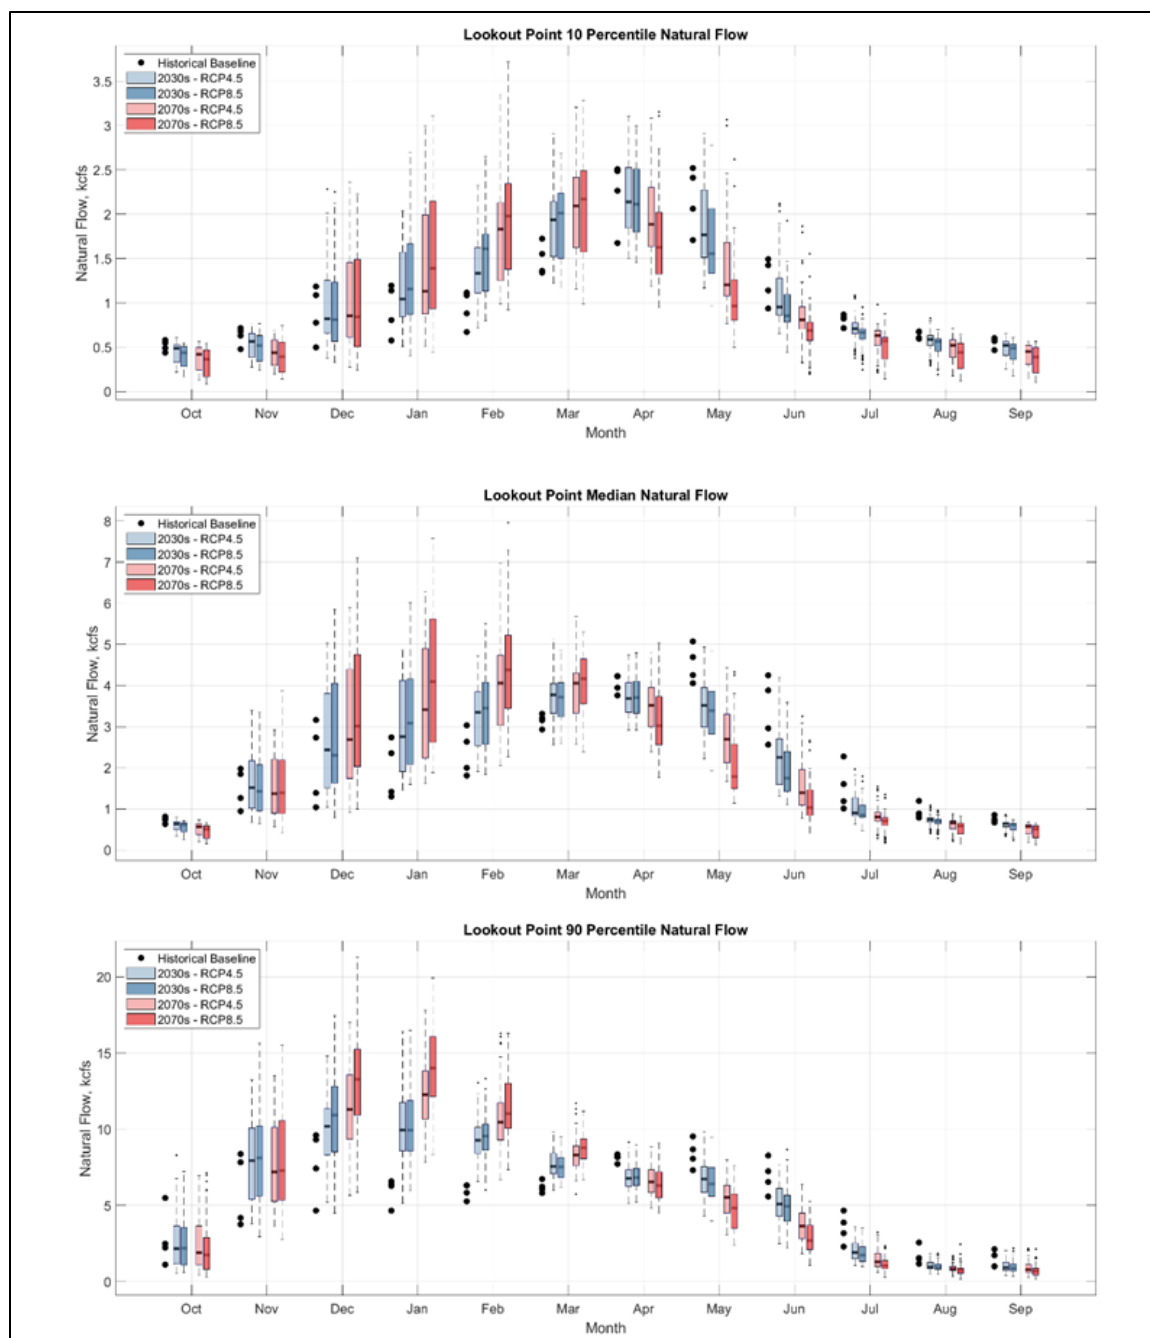 Lookout Point 10 Percentile Natural Flow
Historical Baseline
2030s - RCP4.5
2030s - RCP8.5
2070s - RCP4.5
2070s - RCP8.5
Natural Flow, kcfs
3.5
3
2.5
2
1.5
1
0.5
0
Oct Nov Dec Jan Feb Mar Apr May Jun Jul Aug Sep
Month
Lookout Point Median Natural Flow
Historical Baseline
2030s - RCP4.5
2030s - RCP8.5
2070s - RCP4.5
2070s - RCP8.5
Natural Flow, kcfs
8
7
6
5
4
3
2
1
0
Oct Nov Dec Jan Feb Mar Apr May Jun Jul Aug Sep
Month
Lookout Point 90 Percentile Natural Flow
Historical Baseline
2030s - RCP4.5
2030s - RCP8.5
2070s - RCP4.5
2070s - RCP8.5
Natural Flow, kcfs
20
15
10
5
0
Oct Nov Dec Jan Feb Mar Apr May Jun Jul Aug Sep
Month